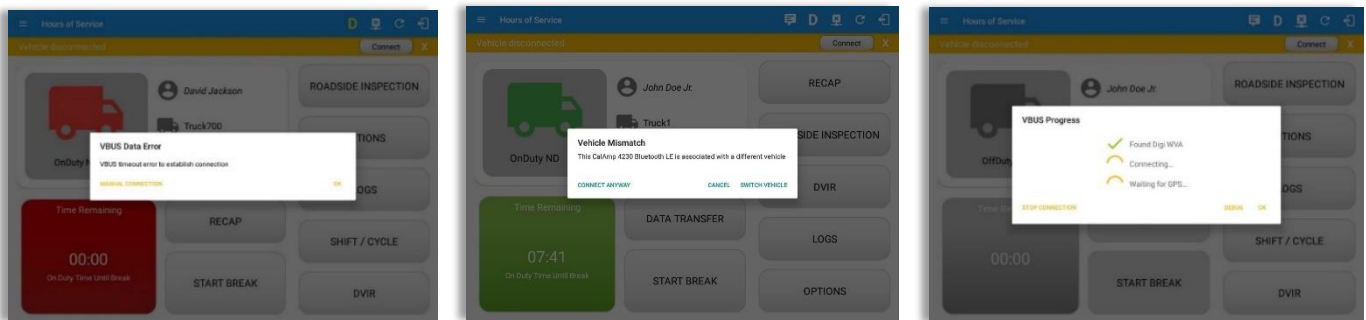 Hours of Service
D
Vehicle disconnected
Connect X
David Jackson
Truck700
ROADSIDE INSPECTION
VBUS Data Error
VBUS timeout error to establish connection
MANUAL CONNECTION OK
Time Remaining
00:00
On Duty Time Until Break
RECAP
START BREAK
SHIFT / CYCLE
DVIR
Hours of Service
D
Vehicle disconnected
Connect X
John Doe Jr.
Truck1
OnDuty ND
RECAP
SIDE INSPECTION
Vehicle Mismatch
This CalAmp 4230 Bluetooth LE is associated with a different vehicle
CONNECT ANYWAY CANCEL SWITCH VEHICLE
DVIR
Time Remaining
07:41
On Duty Time Until Break
DATA TRANSFER
START BREAK
LOGS
OPTIONS
Hours of Service
D
Vehicle disconnected
Connect X
John Doe Jr.
ROADSIDE INSPECTION
VBUS Progress
Found Digi WVA
Connecting...
Waiting for GPS...
STOP CONNECTION DEBUG OK
00:00
START BREAK
SHIFT / CYCLE
DVIR